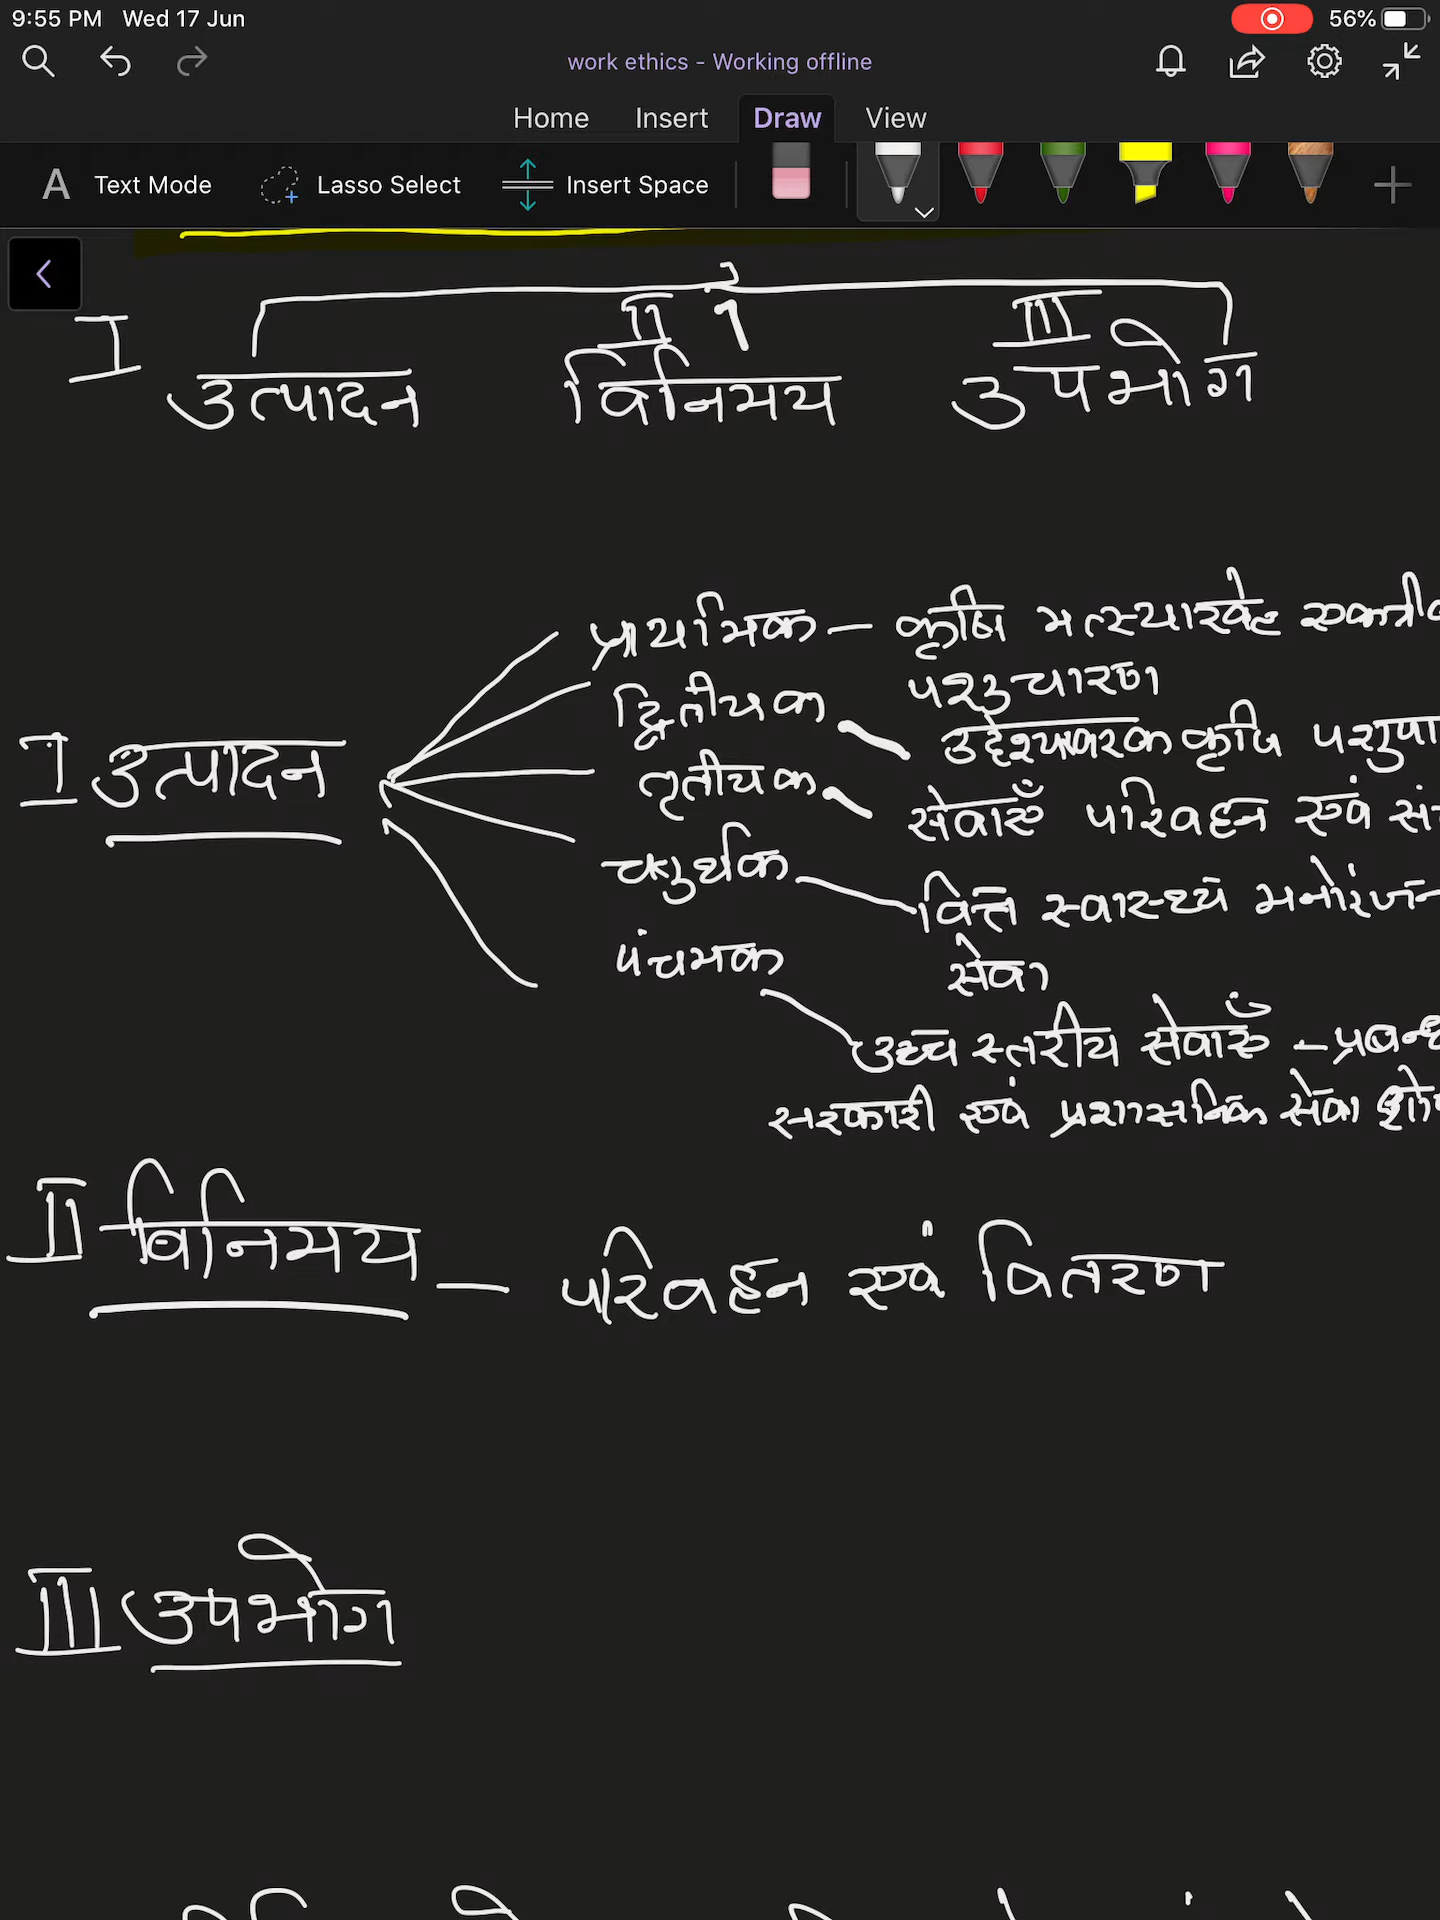 9:55 PM Wed 17 Jun 56%
work ethics - Working offline
Home Insert Draw View
A Text Mode Lasso Select Insert Space
I II III
उत्पादन विनिमय उपभोग
प्राथमिक – कृषि मत्स्याखेट
पशुचारण
द्वितीयक
I उत्पादन उद्देश्यपरक कृषि
तृतीयक सेवाएँ परिवहन एवं
चतुर्थक वित्त स्वास्थ्य मनोरंजन
सेवा
पंचमक
उच्च स्तरीय सेवाएँ –
सरकारी एवं प्रशासनिक सेवा
II विनिमय – परिवहन एवं वितरण
III उपभोग